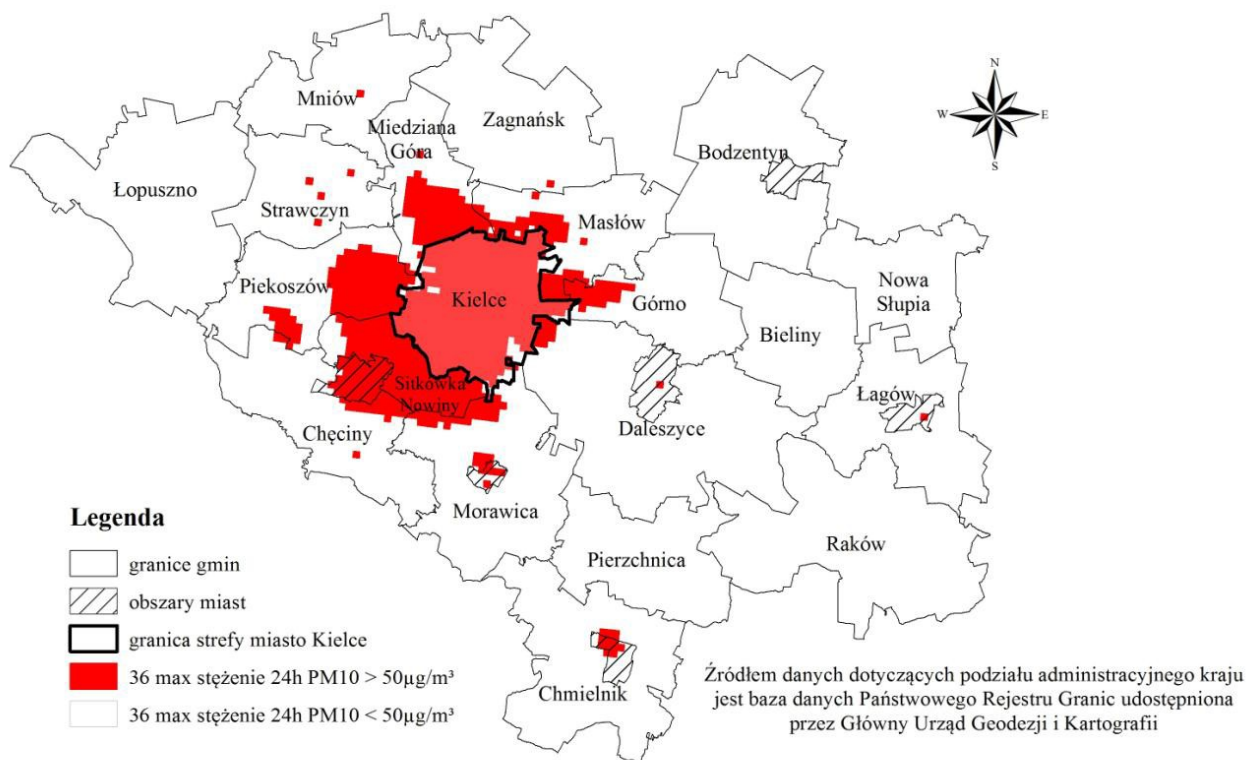 N
W
E
S
Mniów
Zagnańsk
Miedziana
Góra
Bodzentyn
Łopuszno
Strawczyn
Masłów
Nowa
Słupia
Piekoszów
Kielce
Górno
Bieliny
Sitkówka
Nowiny
Łagów
Daleszyce
Chęciny
Morawica
Raków
Pierzchnica
Chmielnik
Legenda
granice gmin
obszary miast
granica strefy miasto Kielce
36 max stężenie 24h PM10 > 50µg/m³
36 max stężenie 24h PM10 < 50µg/m³
Źródłem danych dotyczących podziału administracyjnego kraju
jest baza danych Państwowego Rejestru Granic udostępniona
przez Główny Urząd Geodezji i Kartografii